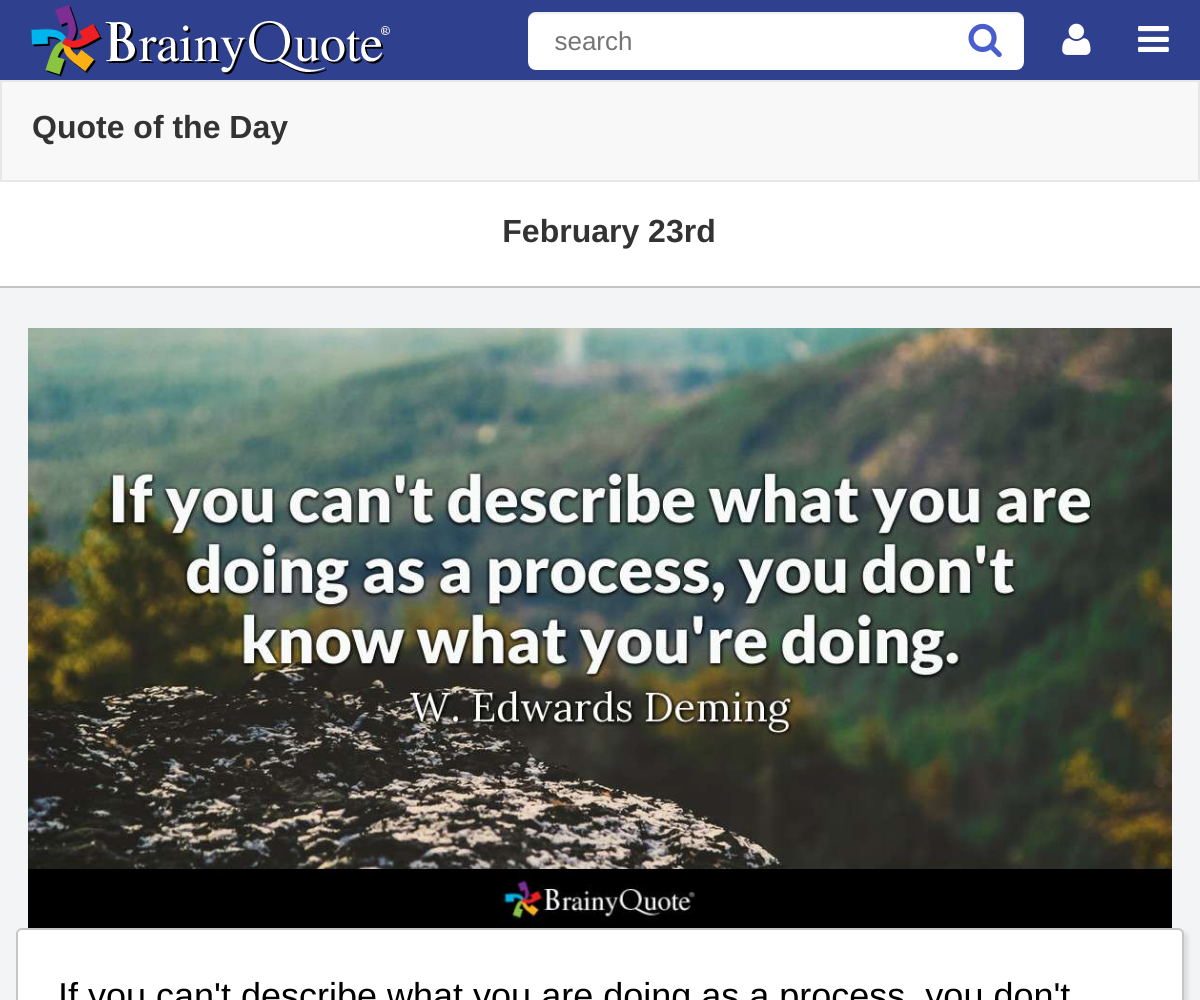 BrainyQuote®
search
Quote of the Day
February 23rd
If you can't describe what you are
doing as a process, you don't
know what you're doing.
W. Edwards Deming
BrainyQuote®
If you can't describe what you are doing as a process, you don't